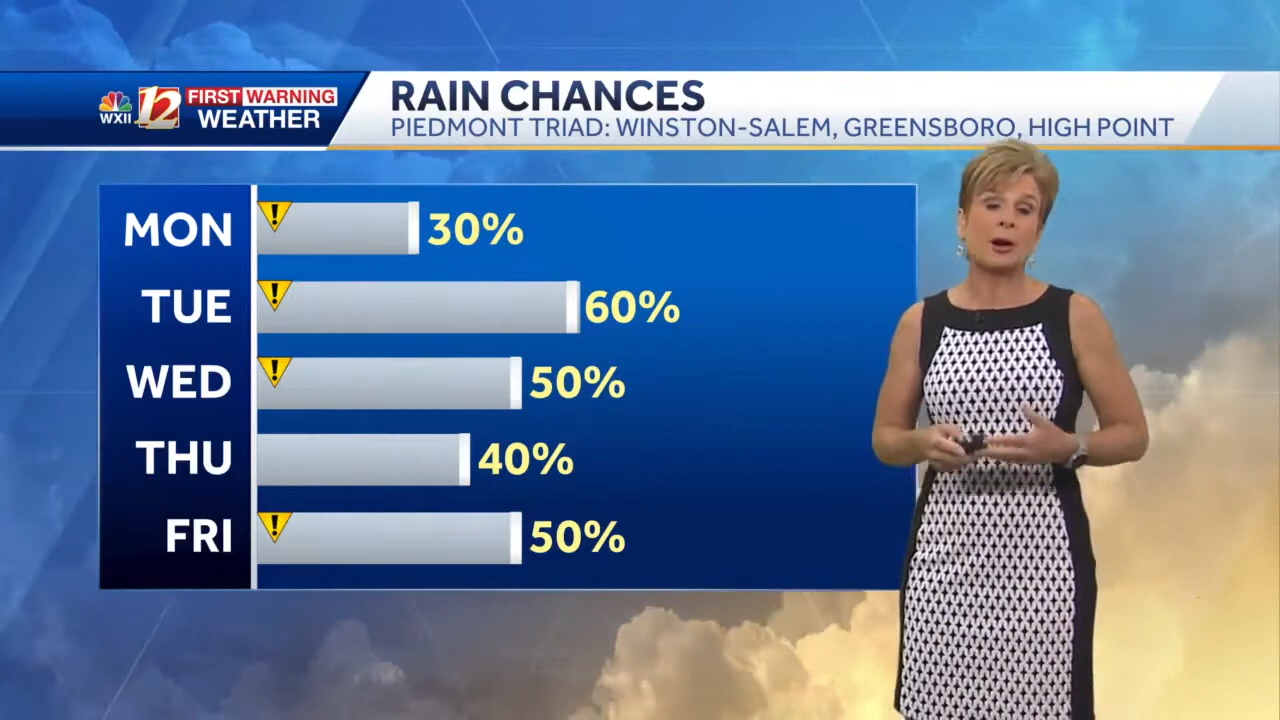 WXII 12 FIRST WARNING
WEATHER
RAIN CHANCES
PIEDMONT TRIAD: WINSTON-SALEM, GREENSBORO, HIGH POINT
MON ! 30%
TUE ! 60%
WED ! 50%
THU 40%
FRI ! 50%